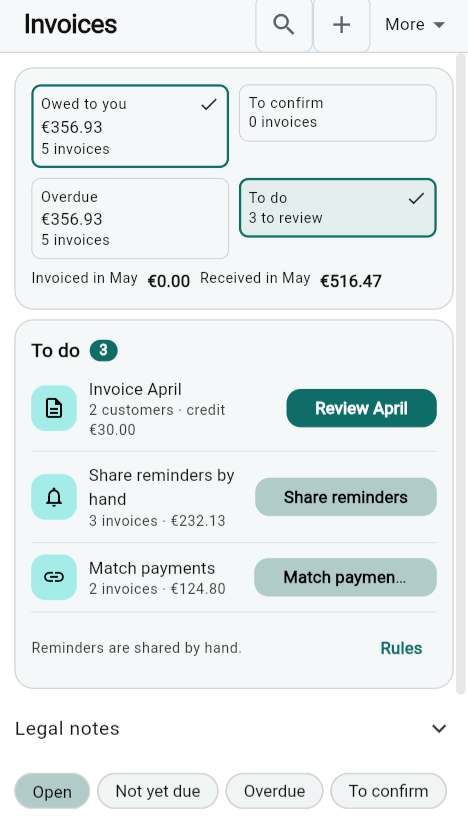 Invoices
More
Owed to you
€356.93
5 invoices
To confirm
0 invoices
Overdue
€356.93
5 invoices
To do
3 to review
Invoiced in May €0.00 Received in May €516.47
To do 3
Invoice April
2 customers · credit
€30.00
Review April
Share reminders by
hand
3 invoices · €232.13
Share reminders
Match payments
2 invoices · €124.80
Match paymen...
Reminders are shared by hand.
Rules
Legal notes
Open
Not yet due
Overdue
To confirm